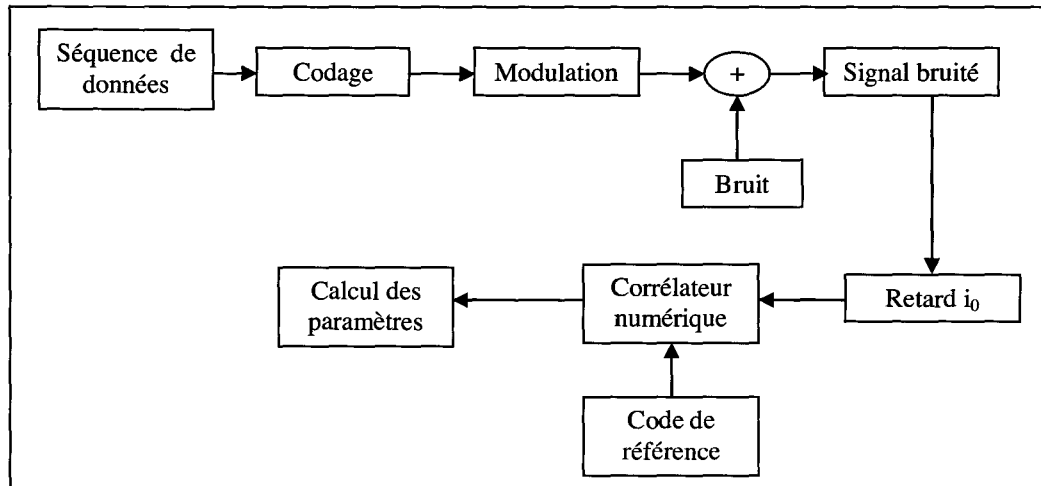 Séquence de
données
Codage
Modulation
+
Signal bruité
Bruit
Calcul des
paramètres
Corrélateur
numérique
Retard i₀
Code de
référence